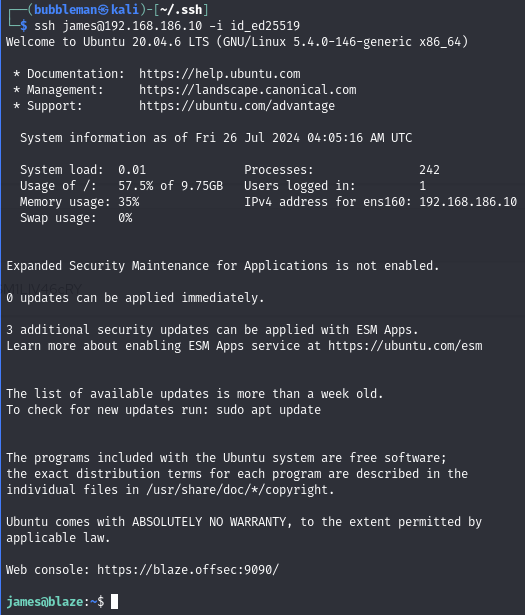 ┌──(bubbleman㉿kali)-[~/.ssh]
└─$ ssh james@192.168.186.10 -i id_ed25519
Welcome to Ubuntu 20.04.6 LTS (GNU/Linux 5.4.0-146-generic x86_64)
* Documentation:  https://help.ubuntu.com
* Management:     https://landscape.canonical.com
* Support:        https://ubuntu.com/advantage
System information as of Fri 26 Jul 2024 04:05:16 AM UTC
System load:  0.01               Processes:               242
Usage of /:   57.5% of 9.75GB   Users logged in:         1
Memory usage: 35%                IPv4 address for ens160: 192.168.186.10
Swap usage:   0%
Expanded Security Maintenance for Applications is not enabled.
0 updates can be applied immediately.
3 additional security updates can be applied with ESM Apps.
Learn more about enabling ESM Apps service at https://ubuntu.com/esm
The list of available updates is more than a week old.
To check for new updates run: sudo apt update
The programs included with the Ubuntu system are free software;
the exact distribution terms for each program are described in the
individual files in /usr/share/doc/*/copyright.
Ubuntu comes with ABSOLUTELY NO WARRANTY, to the extent permitted by
applicable law.
Web console: https://blaze.offsec:9090/
james@blaze:~$